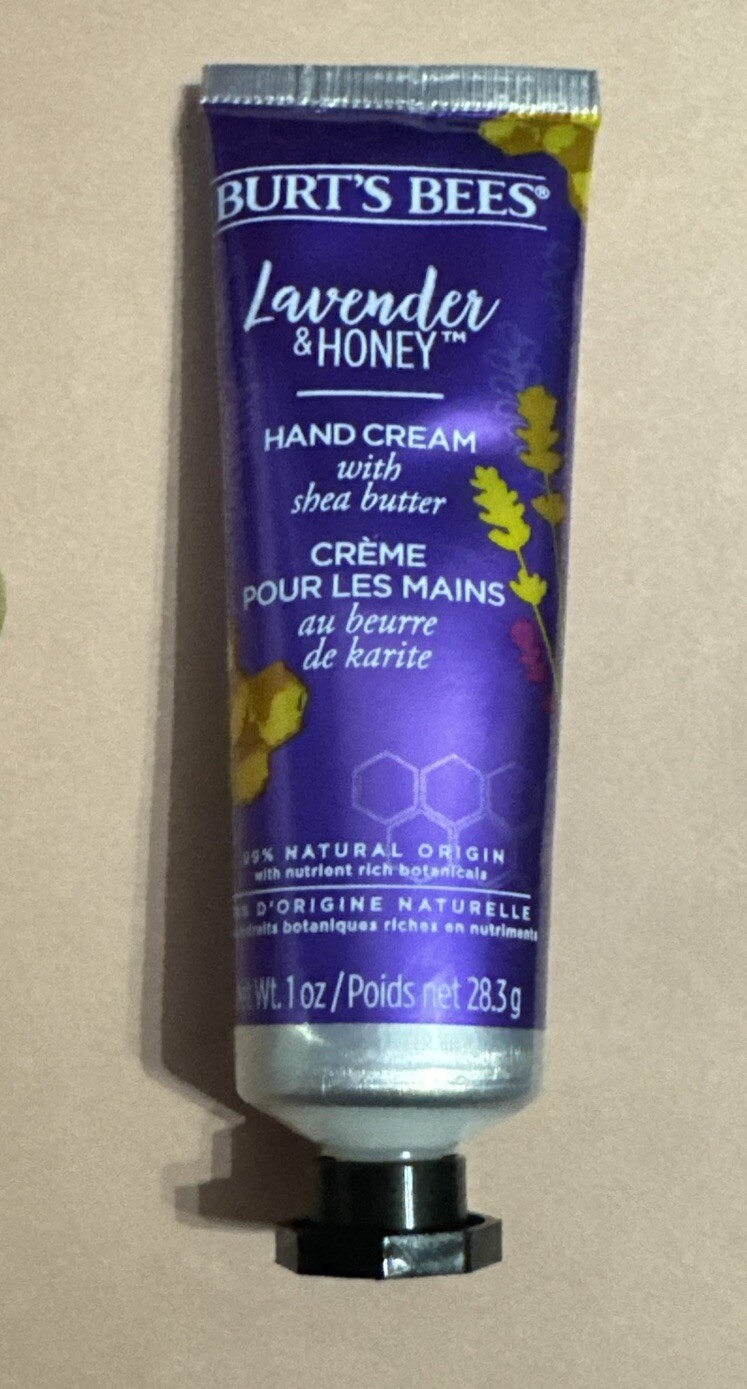 BURT'S BEES®
Lavender
& HONEY™
HAND CREAM
with
shea butter
CRÈME
POUR LES MAINS
au beurre
de karite
99% NATURAL ORIGIN
with nutrient rich botanicals
D'ORIGINE NATURELLE
botaniques riches en nutriments
Wt. 1 oz / Poids net 28.3 g